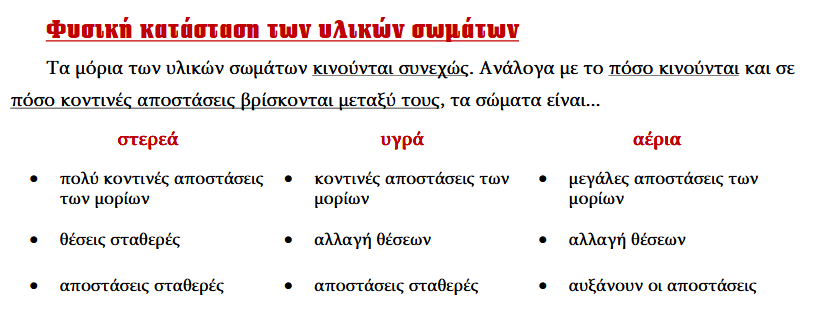 Φυσική κατάσταση των υλικών σωμάτων
Τα μόρια των υλικών σωμάτων κινούνται συνεχώς. Ανάλογα με το πόσο κινούνται και σε
πόσο κοντινές αποστάσεις βρίσκονται μεταξύ τους, τα σώματα είναι...
στερεά
• πολύ κοντινές αποστάσεις
των μορίων
• θέσεις σταθερές
• αποστάσεις σταθερές
υγρά
• κοντινές αποστάσεις των
μορίων
• αλλαγή θέσεων
• αποστάσεις σταθερές
αέρια
• μεγάλες αποστάσεις των
μορίων
• αλλαγή θέσεων
• αυξάνουν οι αποστάσεις